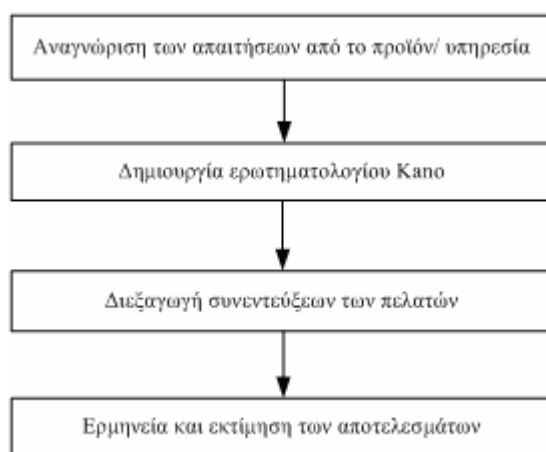 Αναγνώριση των απαιτήσεων από το προϊόν/ υπηρεσία
Δημιουργία ερωτηματολογίου Kano
Διεξαγωγή συνεντεύξεων των πελατών
Ερμηνεία και εκτίμηση των αποτελεσμάτων